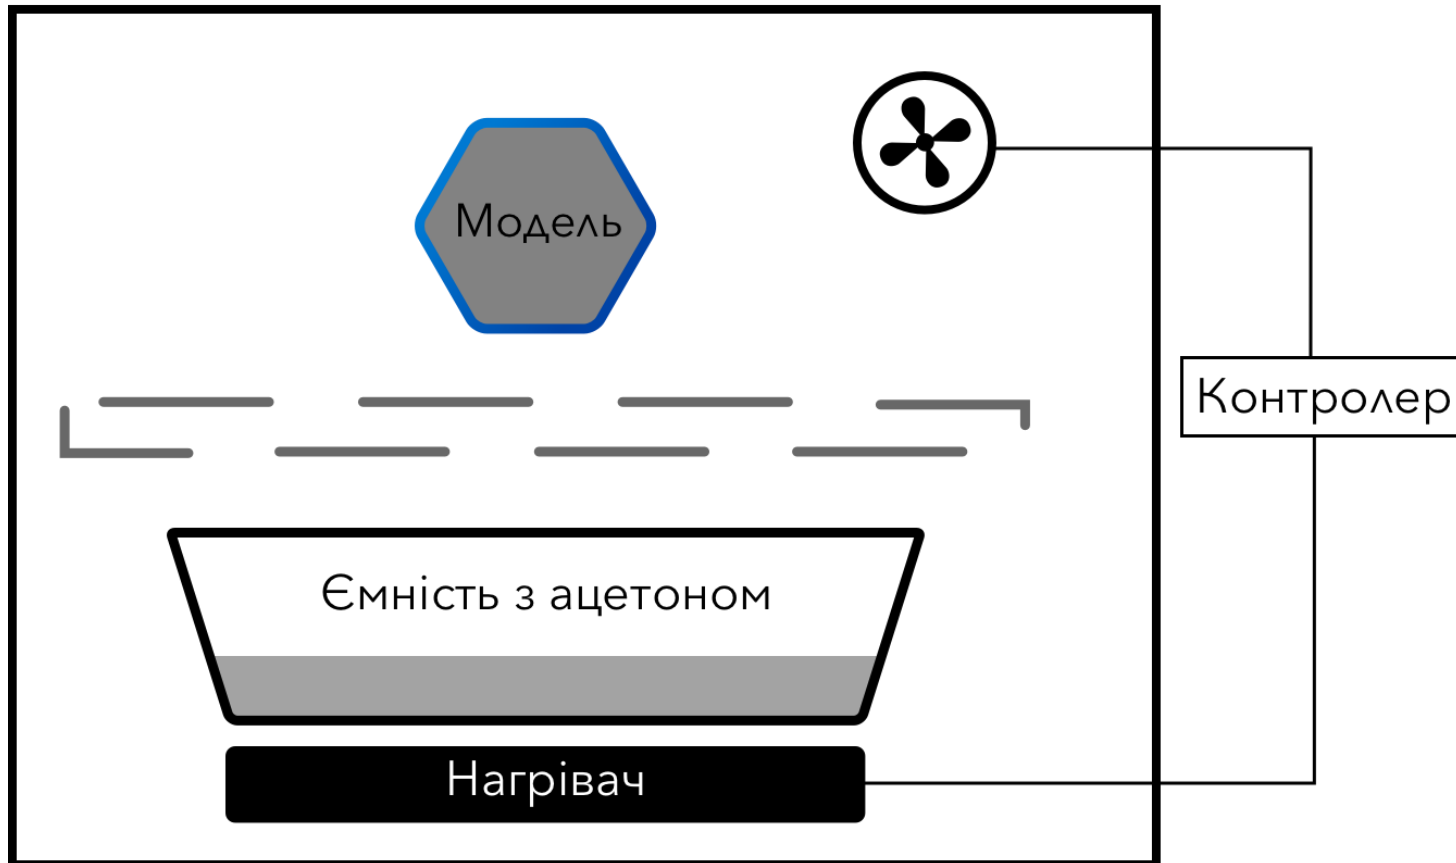 Модель
Контролер
Ємність з ацетоном
Нагрівач